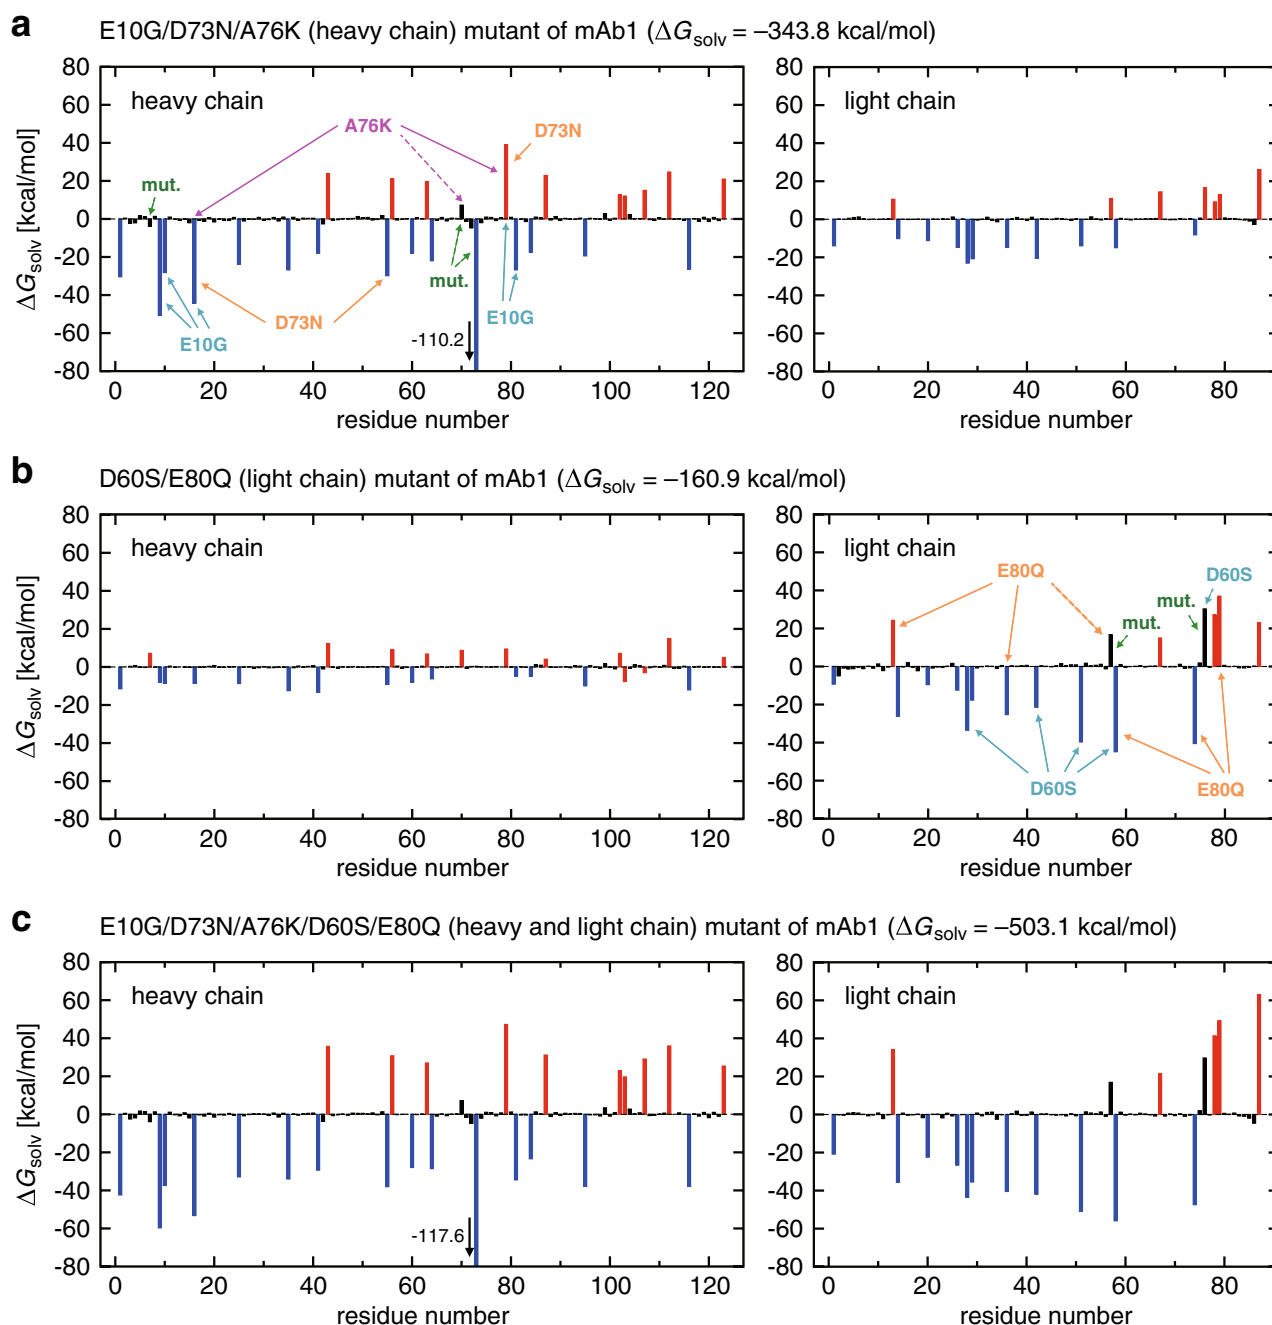 a
E10G/D73N/A76K (heavy chain) mutant of mAb1 (ΔGsolv = −343.8 kcal/mol)
ΔGsolv [kcal/mol]
80
60
40
20
0
-20
-40
-60
-80
heavy chain
A76K
D73N
mut.
mut.
E10G
D73N
E10G
-110.2
0 20 40 60 80 100 120
residue number
light chain
80
60
40
20
0
-20
-40
-60
-80
0 20 40 60 80
residue number
b
D60S/E80Q (light chain) mutant of mAb1 (ΔGsolv = −160.9 kcal/mol)
ΔGsolv [kcal/mol]
80
60
40
20
0
-20
-40
-60
-80
heavy chain
0 20 40 60 80 100 120
residue number
80
60
40
20
0
-20
-40
-60
-80
light chain
E80Q
D60S
mut.
mut.
D60S
E80Q
0 20 40 60 80
residue number
c
E10G/D73N/A76K/D60S/E80Q (heavy and light chain) mutant of mAb1 (ΔGsolv = −503.1 kcal/mol)
ΔGsolv [kcal/mol]
80
60
40
20
0
-20
-40
-60
-80
heavy chain
-117.6
0 20 40 60 80 100 120
residue number
80
60
40
20
0
-20
-40
-60
-80
light chain
0 20 40 60 80
residue number